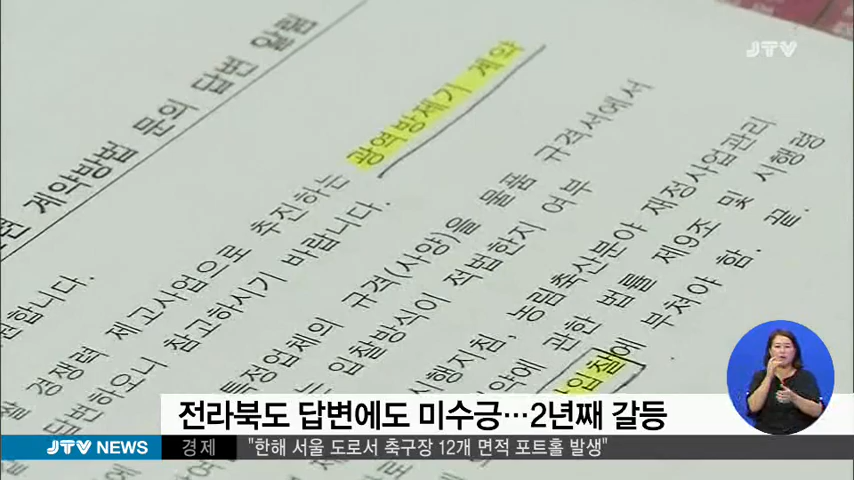 JTV
계약방법 문의 답변 알림
원합니다.
경쟁력 제고사업으로 추진하는 광역방제기 계약
답변하오니 참고하시기 바랍니다.
특정업체의 규격(사양)을 물품 규격서에서
입찰방식이 적법한지 여부
시행지침, 농림축산분야 재정사업관리
관한 법률 제9조 및 시행령
입찰에 부쳐야 함. 끝.
전라북도 답변에도 미수긍…2년째 갈등
JTV NEWS 경제 "한해 서울 도로서 축구장 12개 면적 포트홀 발생"